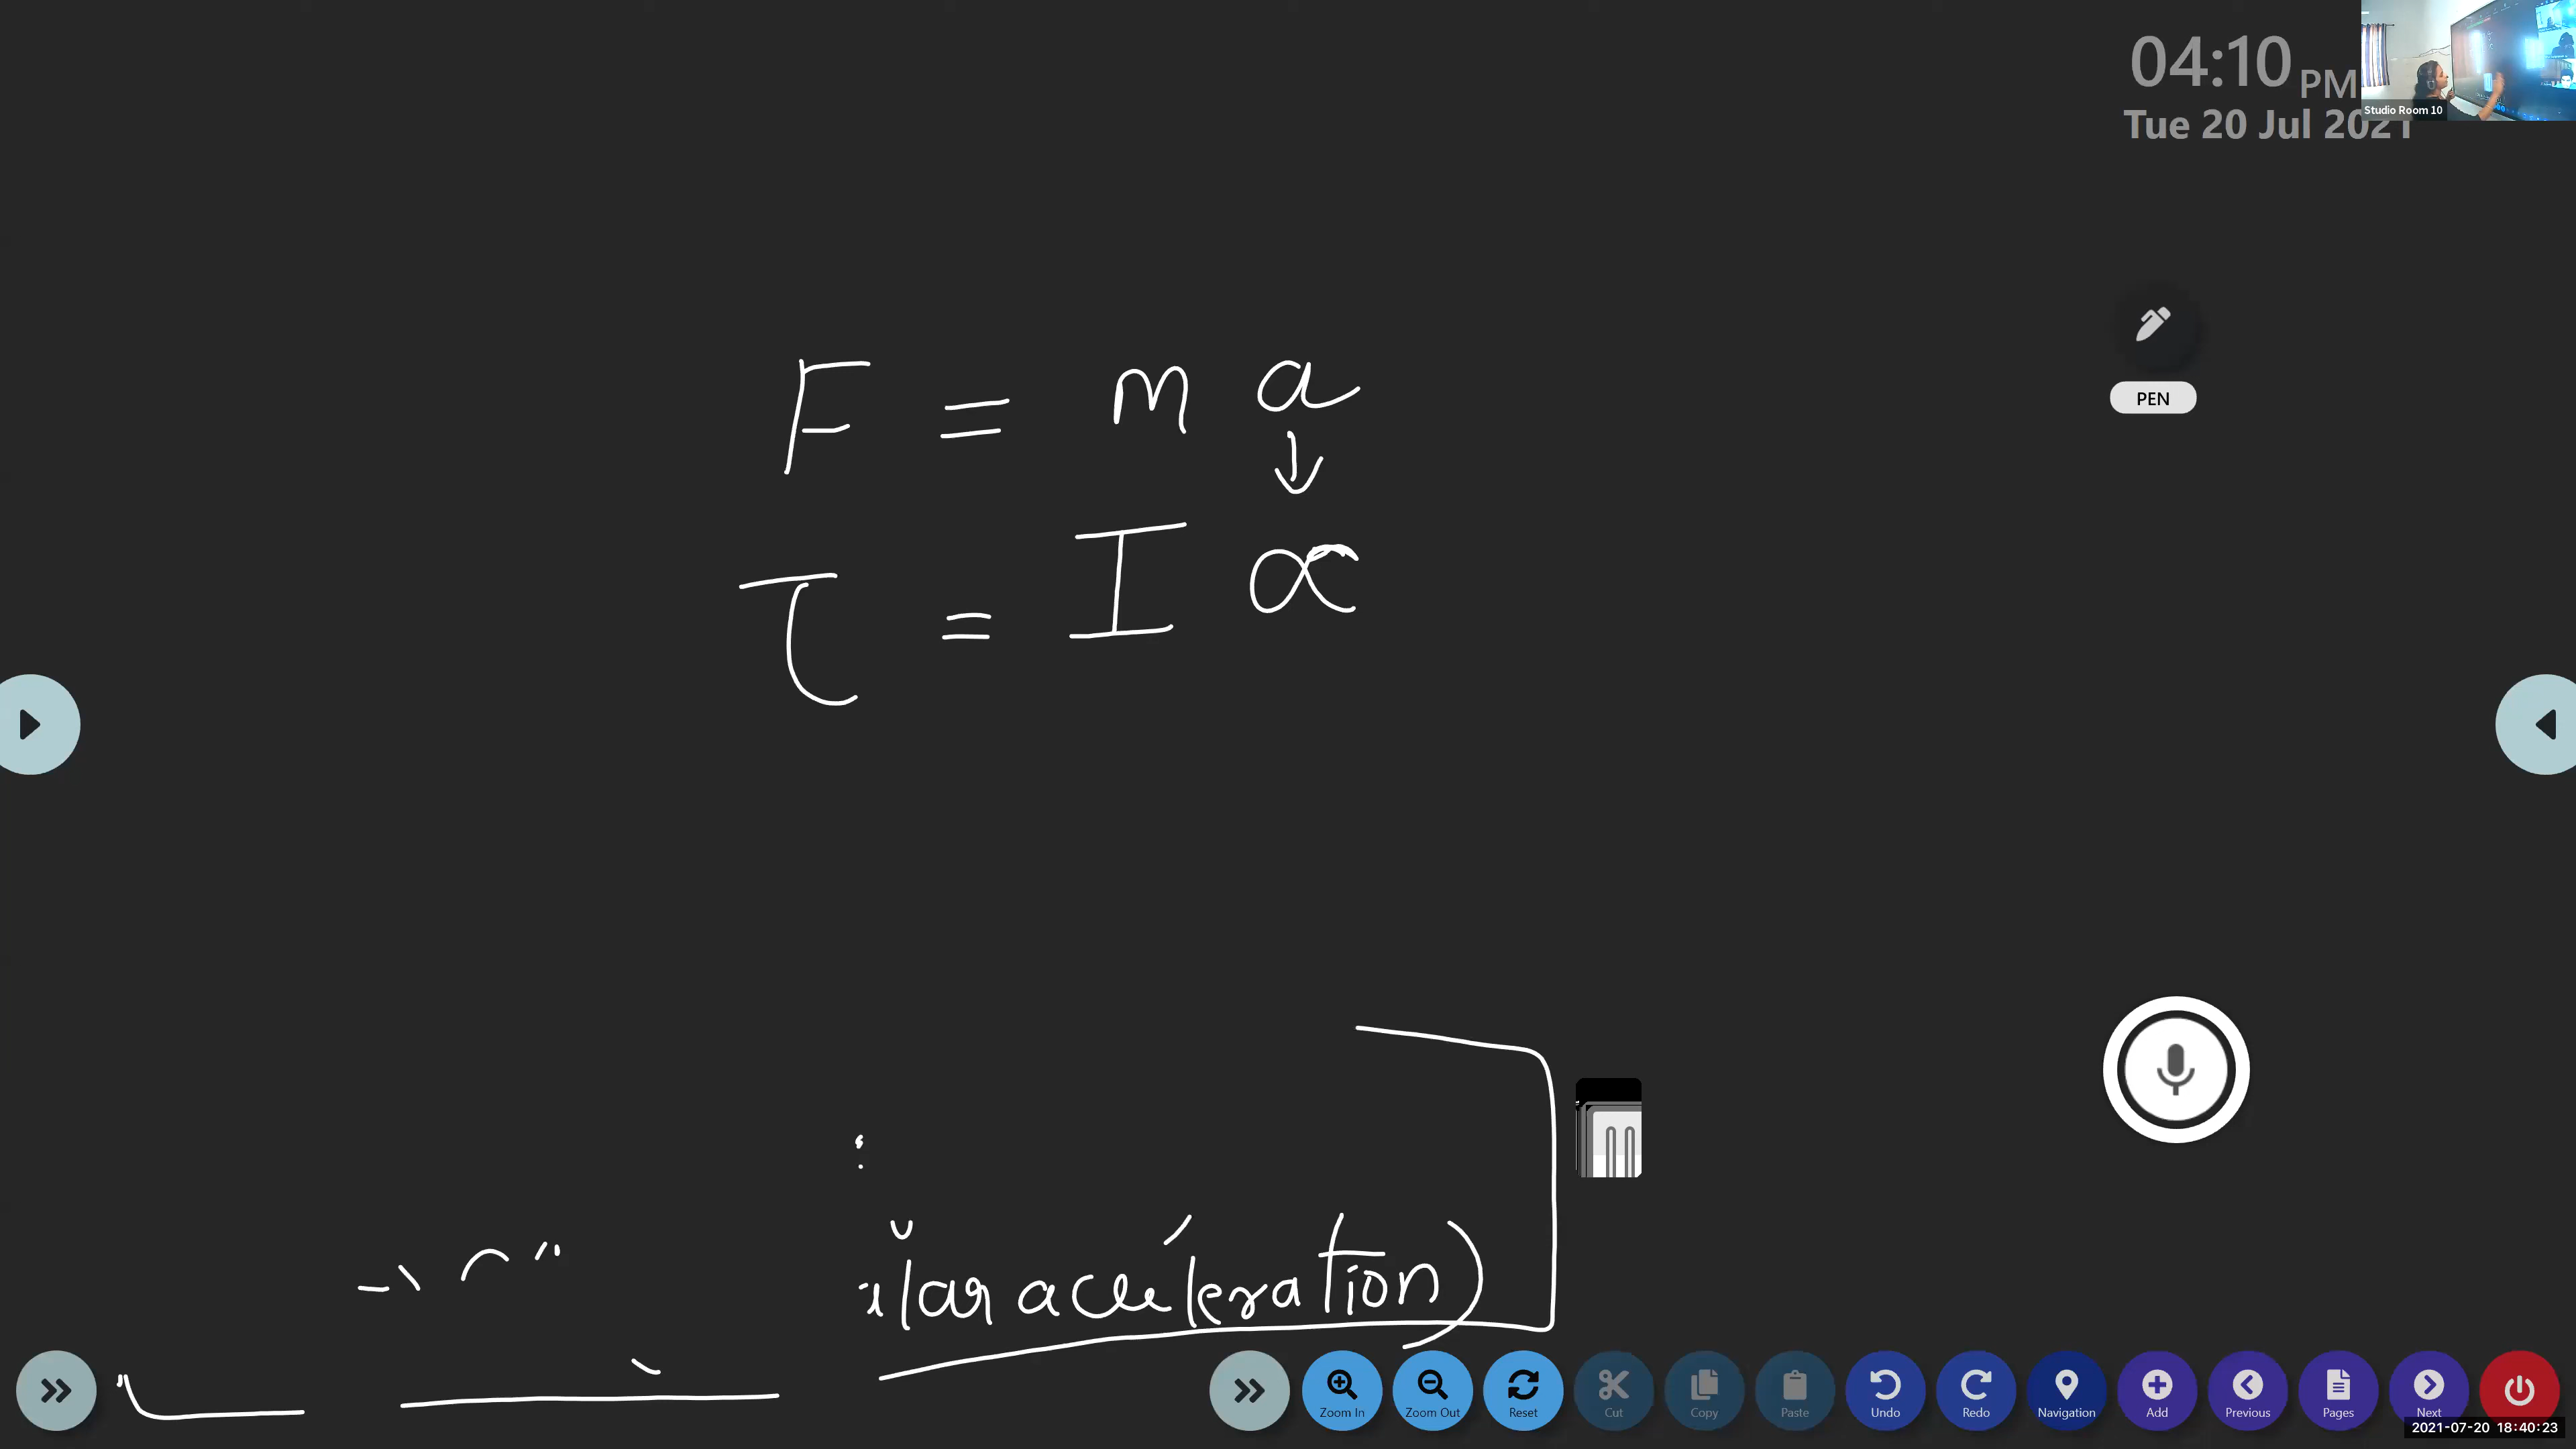 04:10 PM
Studio Room 10
Tue 20 Jul 2021
F = m a
↓
PEN
τ = I α
ular acceleration)
Zoom In Zoom Out Reset Cut Copy Paste Undo Redo Navigation Add Previous Pages Next
2021-07-20 18:40:23